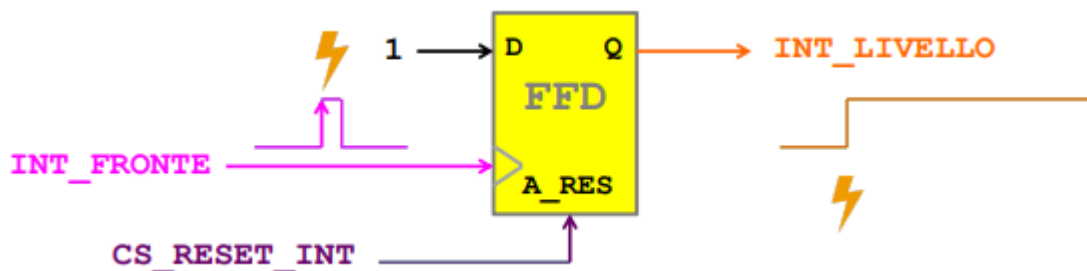 1
D
Q
INT_LIVELLO
FFD
INT_FRONTE
A_RES
CS_RESET_INT